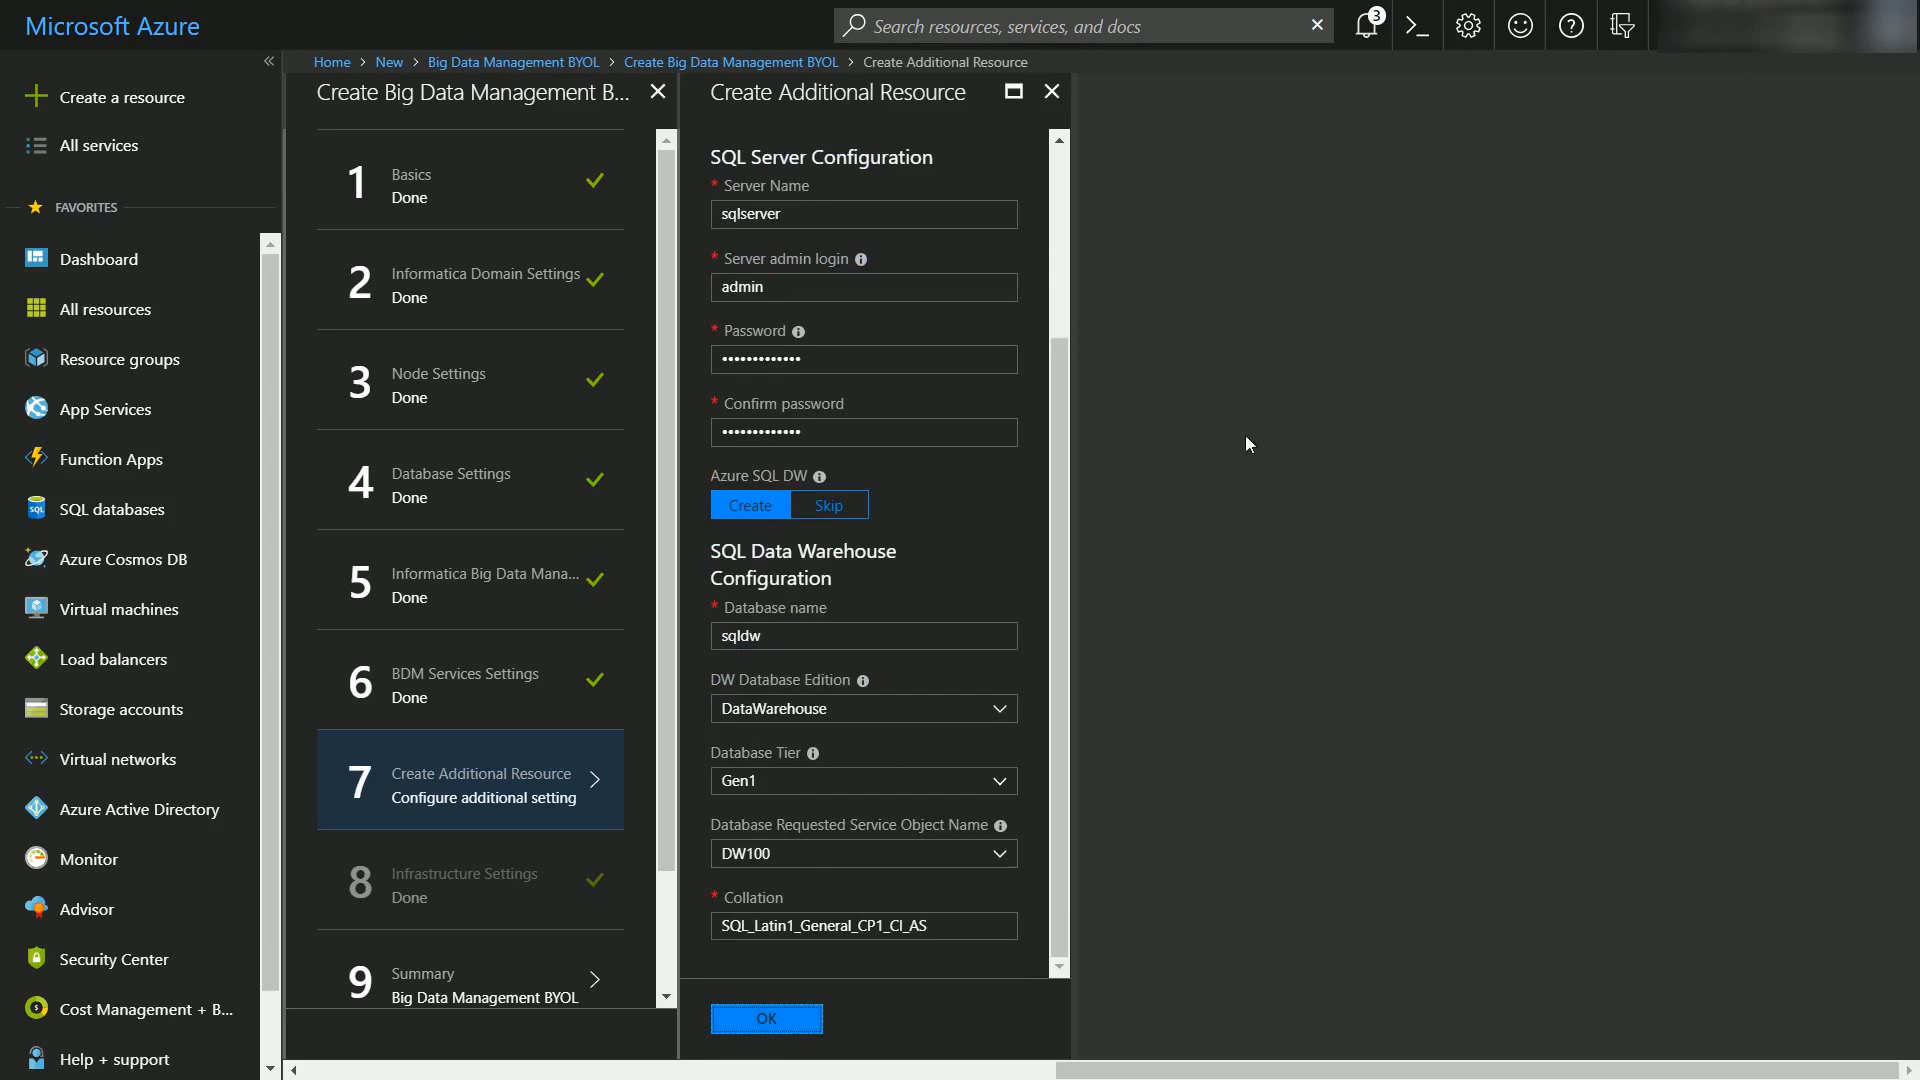 Microsoft Azure
Search resources, services, and docs
3
Home > New > Big Data Management BYOL > Create Big Data Management BYOL > Create Additional Resource
Create a resource
All services
FAVORITES
Dashboard
All resources
Resource groups
App Services
Function Apps
SQL databases
Azure Cosmos DB
Virtual machines
Load balancers
Storage accounts
Virtual networks
Azure Active Directory
Monitor
Advisor
Security Center
Cost Management + B...
Help + support
Create Big Data Management B...
1
Basics
Done
2
Informatica Domain Settings
Done
3
Node Settings
Done
4
Database Settings
Done
5
Informatica Big Data Mana...
Done
6
BDM Services Settings
Done
7
Create Additional Resource
Configure additional setting
8
Infrastructure Settings
Done
9
Summary
Big Data Management BYOL
Create Additional Resource
SQL Server Configuration
* Server Name
sqlserver
* Server admin login
admin
* Password
•••••••••••••
* Confirm password
•••••••••••••
Azure SQL DW
Create Skip
SQL Data Warehouse
Configuration
* Database name
sqldw
DW Database Edition
DataWarehouse
Database Tier
Gen1
Database Requested Service Object Name
DW100
* Collation
SQL_Latin1_General_CP1_CI_AS
OK